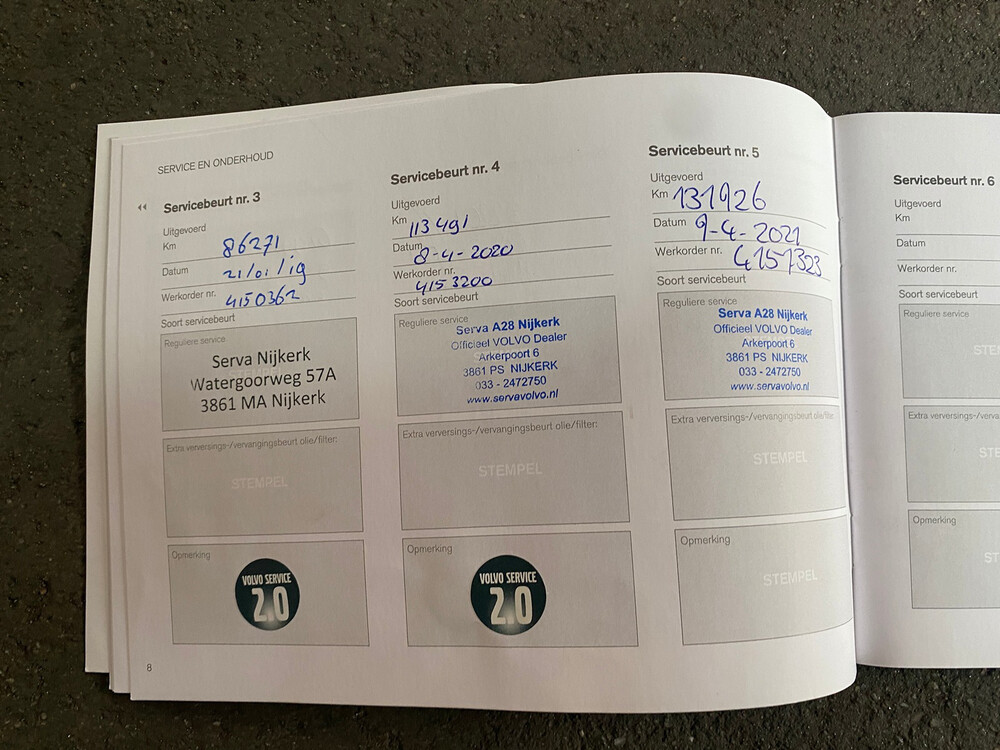 SERVICE EN ONDERHOUD
Servicebeurt nr. 3
Uitgevoerd
Km 86271
Datum 21/01/19
Werkorder nr. 4150362
Soort servicebeurt
Reguliere service
Serva Nijkerk
Watergoorweg 57A
3861 MA Nijkerk
Extra verversings-/vervangingsbeurt olie/filter:
STEMPEL
Opmerking
VOLVO SERVICE
2.0
8
Servicebeurt nr. 4
Uitgevoerd
Km 113491
Datum 8-4-2020
Werkorder nr. 4153200
Soort servicebeurt
Reguliere service
Serva A28 Nijkerk
Officieel VOLVO Dealer
Arkerpoort 6
3861 PS NIJKERK
033 - 2472750
www.servavolvo.nl
Extra verversings-/vervangingsbeurt olie/filter:
STEMPEL
Opmerking
VOLVO SERVICE
2.0
Servicebeurt nr. 5
Uitgevoerd
Km 131926
Datum 9-4-2021
Werkorder nr. 4157323
Soort servicebeurt
Reguliere service
Serva A28 Nijkerk
Officieel VOLVO Dealer
Arkerpoort 6
3861 PS NIJKERK
033 - 2472750
www.servavolvo.nl
Extra verversings-/vervangingsbeurt olie/filter:
STEMPEL
Opmerking
STEMPEL
Servicebeurt nr. 6
Uitgevoerd
Km
Datum
Werkorder nr.
Soort servicebeurt
Reguliere service
STE
Extra verversings-/ve
STE
Opmerking
ST